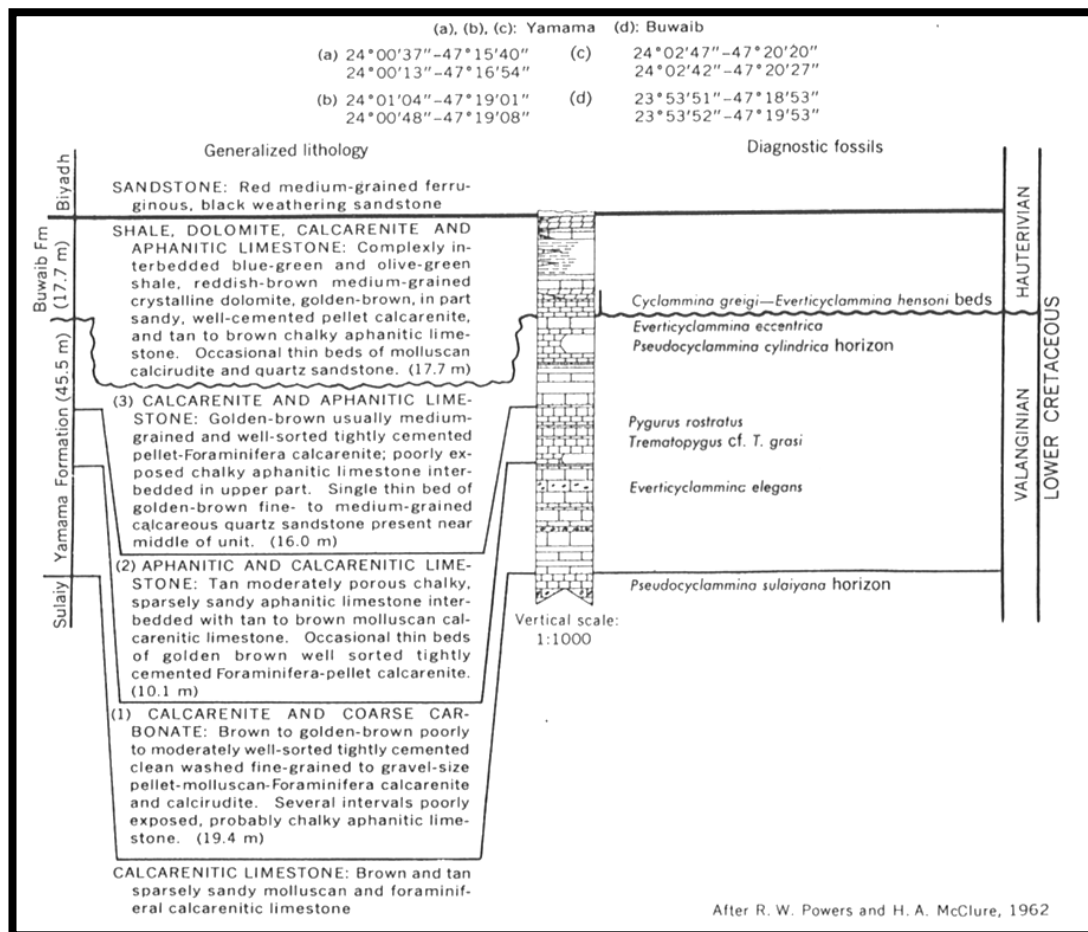 (a), (b), (c): Yamama (d): Buwaib
(a) 24°00'37"–47°15'40" (c) 24°02'47"–47°20'20"
24°00'13"–47°16'54" 24°02'42"–47°20'27"
(b) 24°01'04"–47°19'01" (d) 23°53'51"–47°18'53"
24°00'48"–47°19'08" 23°53'52"–47°19'53"
Generalized lithology
Diagnostic fossils
Biyadh
Buwaib Fm
(17.7 m)
Yamama Formation (45.5 m)
Sulaiy
SANDSTONE: Red medium-grained ferru-
ginous, black weathering sandstone
SHALE, DOLOMITE, CALCARENITE AND
APHANITIC LIMESTONE: Complexly in-
terbedded blue-green and olive-green
shale, reddish-brown medium-grained
crystalline dolomite, golden-brown, in part
sandy, well-cemented pellet calcarenite,
and tan to brown chalky aphanitic lime-
stone. Occasional thin beds of molluscan
calcirudite and quartz sandstone. (17.7 m)
(3) CALCARENITE AND APHANITIC LIME-
STONE: Golden-brown usually medium-
grained and well-sorted tightly cemented
pellet-Foraminifera calcarenite; poorly ex-
posed chalky aphanitic limestone inter-
bedded in upper part. Single thin bed of
golden-brown fine- to medium-grained
calcareous quartz sandstone present near
middle of unit. (16.0 m)
(2) APHANITIC AND CALCARENITIC LIME-
STONE: Tan moderately porous chalky,
sparsely sandy aphanitic limestone inter-
bedded with tan to brown molluscan cal-
carenitic limestone. Occasional thin beds
of golden brown well sorted tightly
cemented Foraminifera-pellet calcarenite.
(10.1 m)
(1) CALCARENITE AND COARSE CAR-
BONATE: Brown to golden-brown poorly
to moderately well-sorted tightly cemented
clean washed fine-grained to gravel-size
pellet-molluscan-Foraminifera calcarenite
and calcirudite. Several intervals poorly
exposed, probably chalky aphanitic lime-
stone. (19.4 m)
CALCARENITIC LIMESTONE: Brown and tan
sparsely sandy molluscan and foraminif-
eral calcarenitic limestone
Vertical scale:
1:1000
Cyclammina greigi—Everticyclammina hensoni beds
Everticyclammina eccentrica
Pseudocyclammina cylindrica horizon
Pygurus rostratus
Trematopygus cf. T. grasi
Everticyclammina elegans
Pseudocyclammina sulaiyana horizon
HAUTERIVIAN
VALANGINIAN
LOWER CRETACEOUS
After R. W. Powers and H. A. McClure, 1962